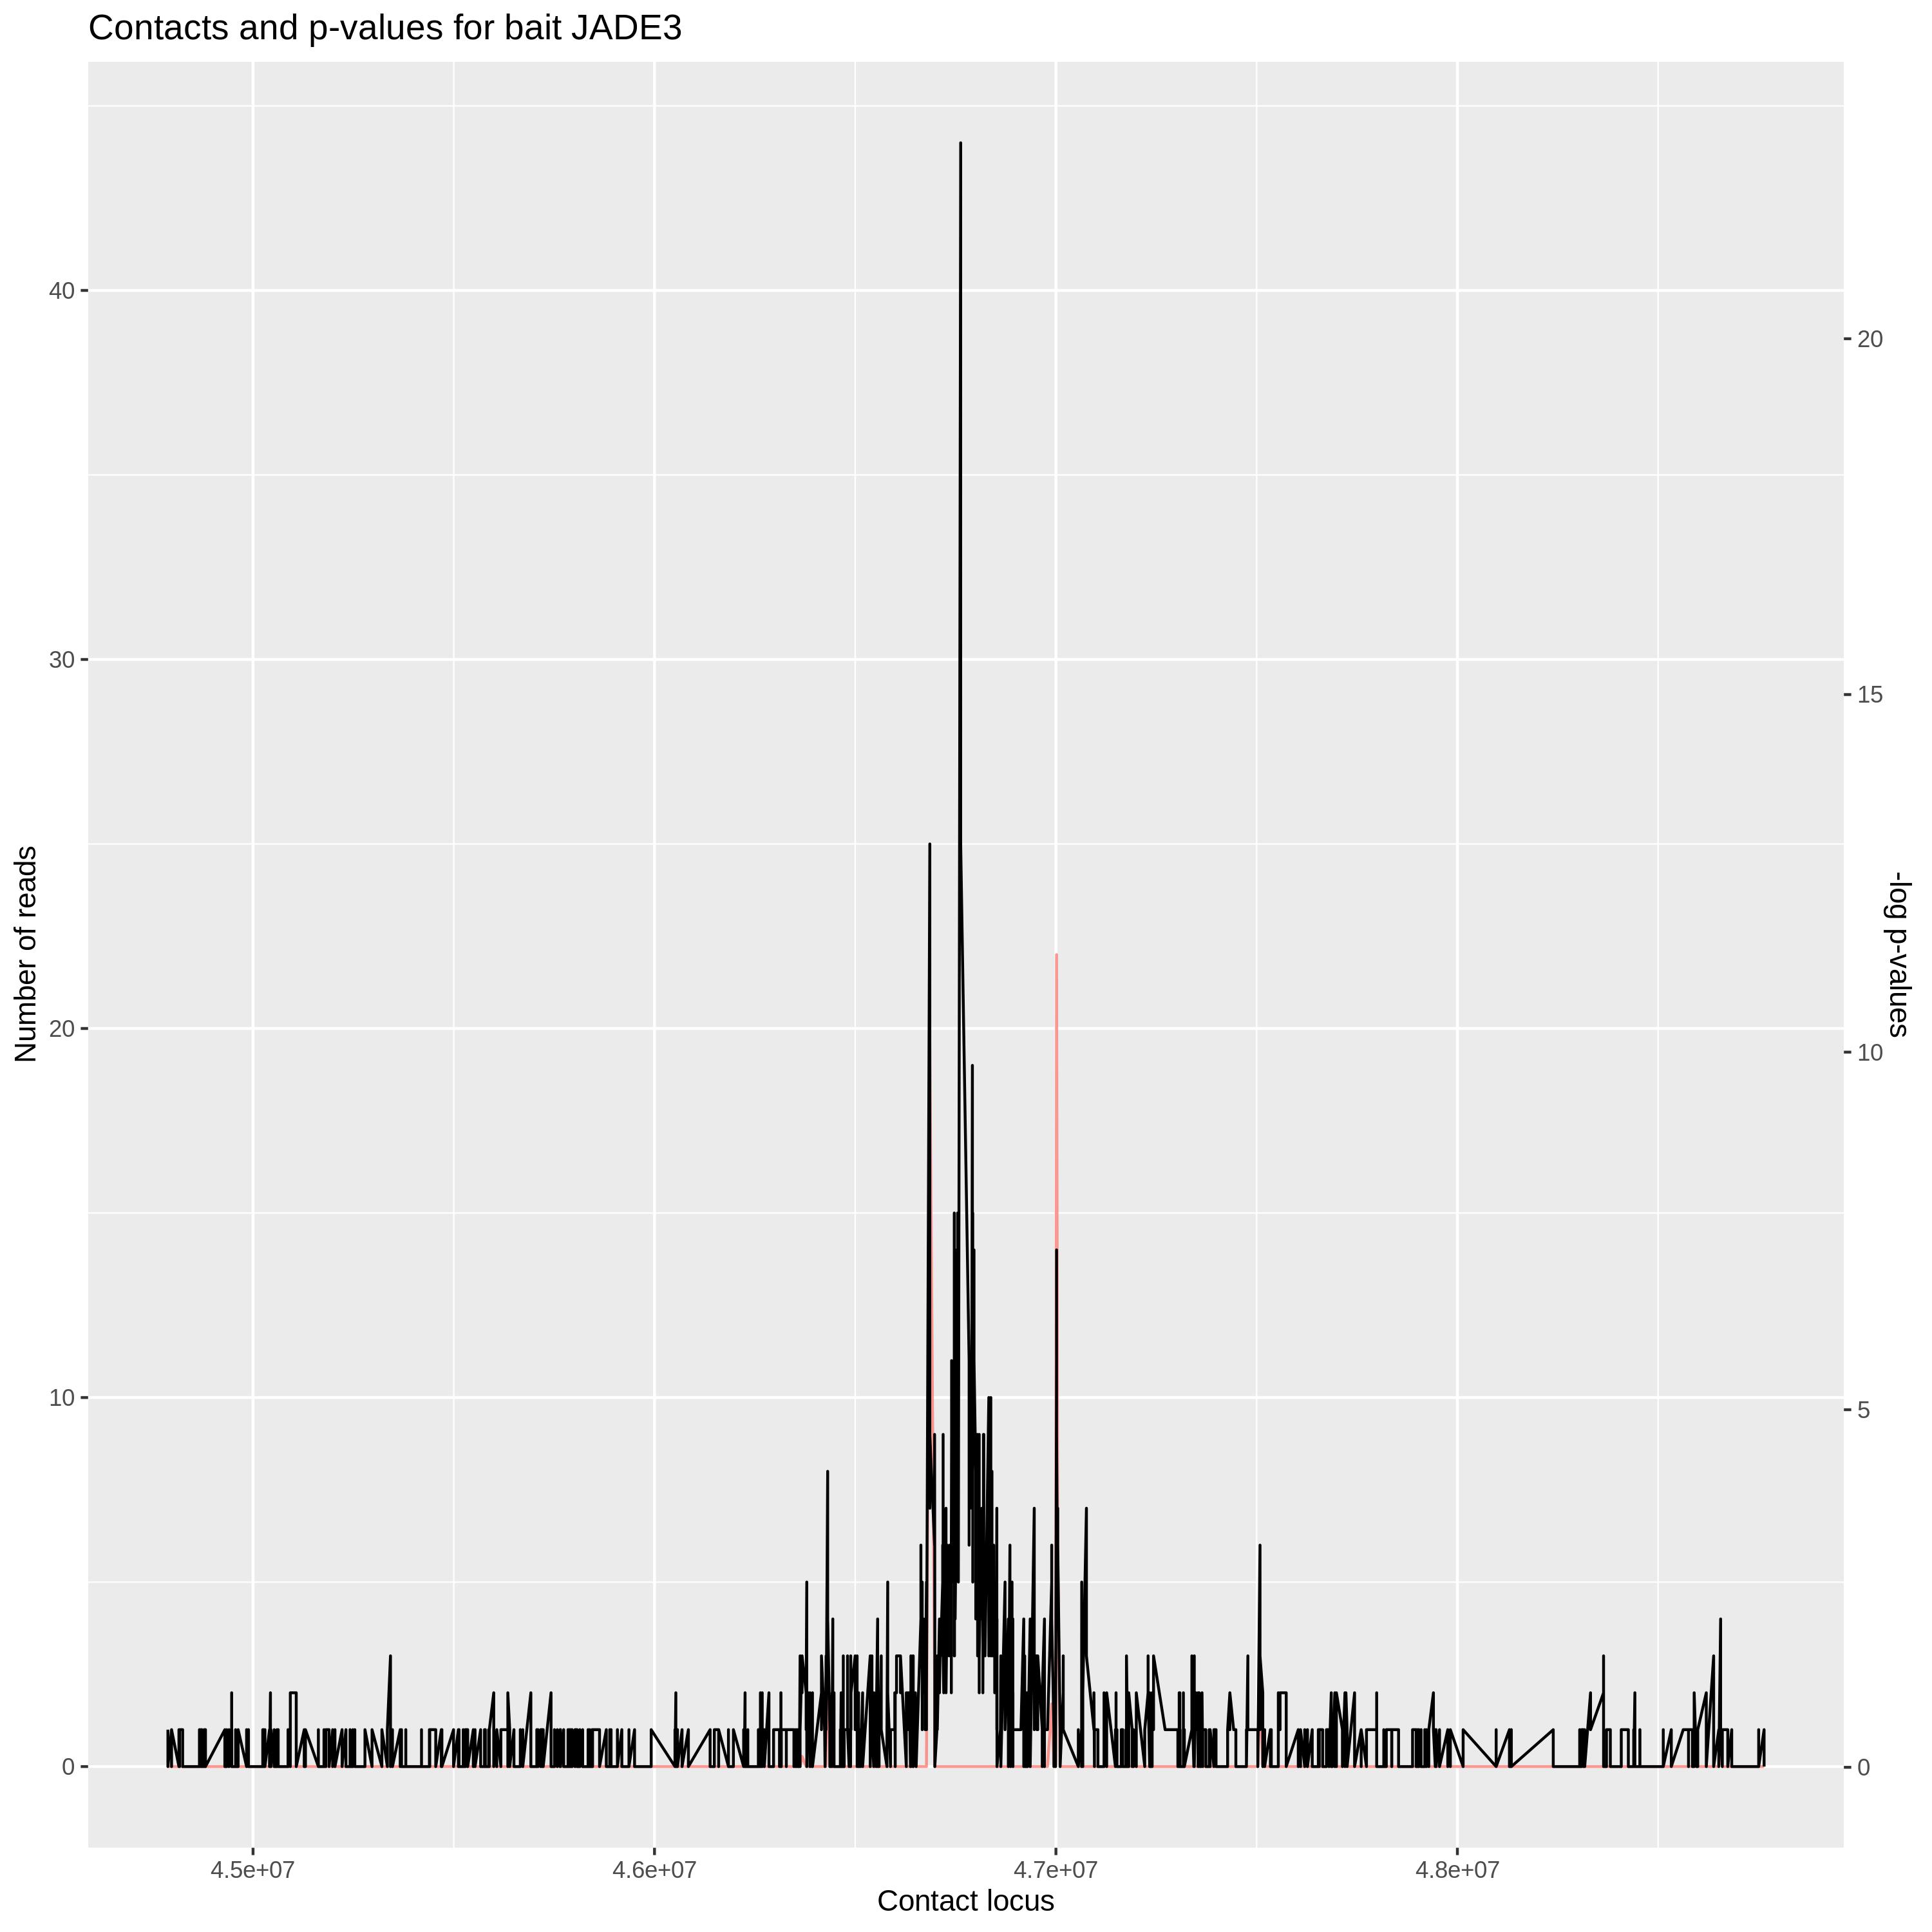 Contacts and p-values for bait JADE3
40
30
20
10
0
20
15
10
5
0
Number of reads
-log p-values
4.5e+07
4.6e+07
4.7e+07
4.8e+07
Contact locus